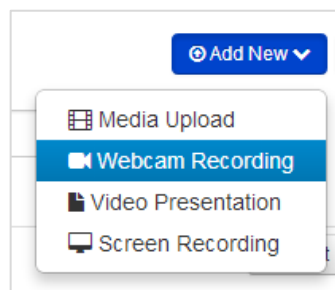 Add New
Media Upload
Webcam Recording
Video Presentation
Screen Recording